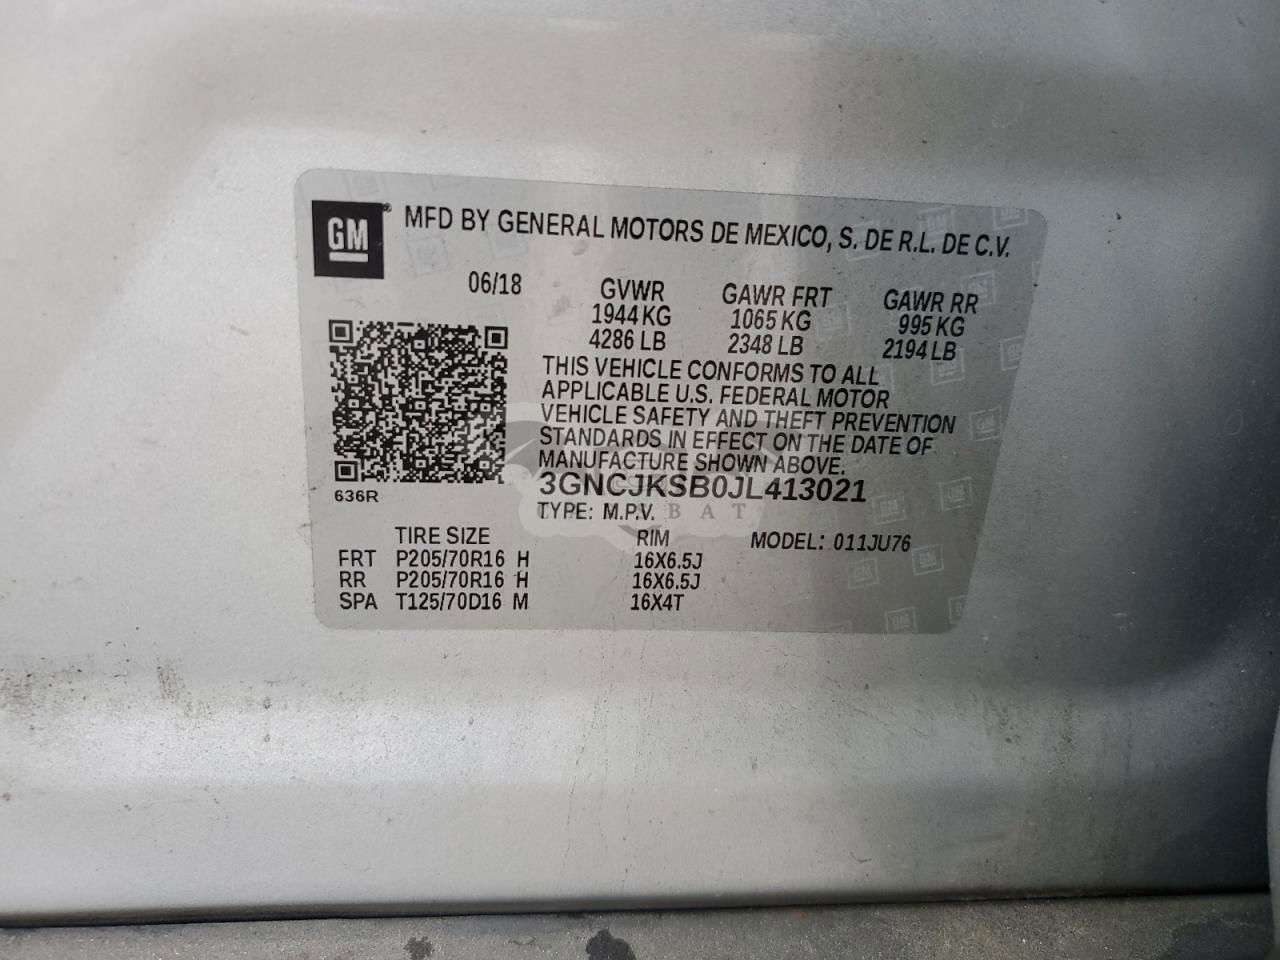 GM® MFD BY GENERAL MOTORS DE MEXICO, S. DE R.L. DE C.V.
06/18 GVWR GAWR FRT GAWR RR
1944 KG 1065 KG 995 KG
4286 LB 2348 LB 2194 LB
THIS VEHICLE CONFORMS TO ALL
APPLICABLE U.S. FEDERAL MOTOR
VEHICLE SAFETY AND THEFT PREVENTION
STANDARDS IN EFFECT ON THE DATE OF
MANUFACTURE SHOWN ABOVE.
636R 3GNCJKSB0JL413021
TYPE: M.P.V.
TIRE SIZE RIM MODEL: 011JU76
FRT P205/70R16 H 16X6.5J
RR P205/70R16 H 16X6.5J
SPA T125/70D16 M 16X4T